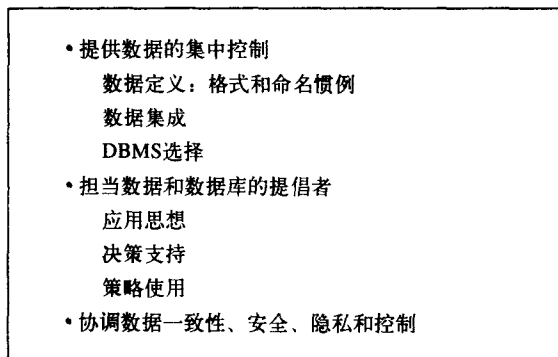 • 提供数据的集中控制
数据定义：格式和命名惯例
数据集成
DBMS选择
• 担当数据和数据库的提倡者
应用思想
决策支持
策略使用
• 协调数据一致性、安全、隐私和控制